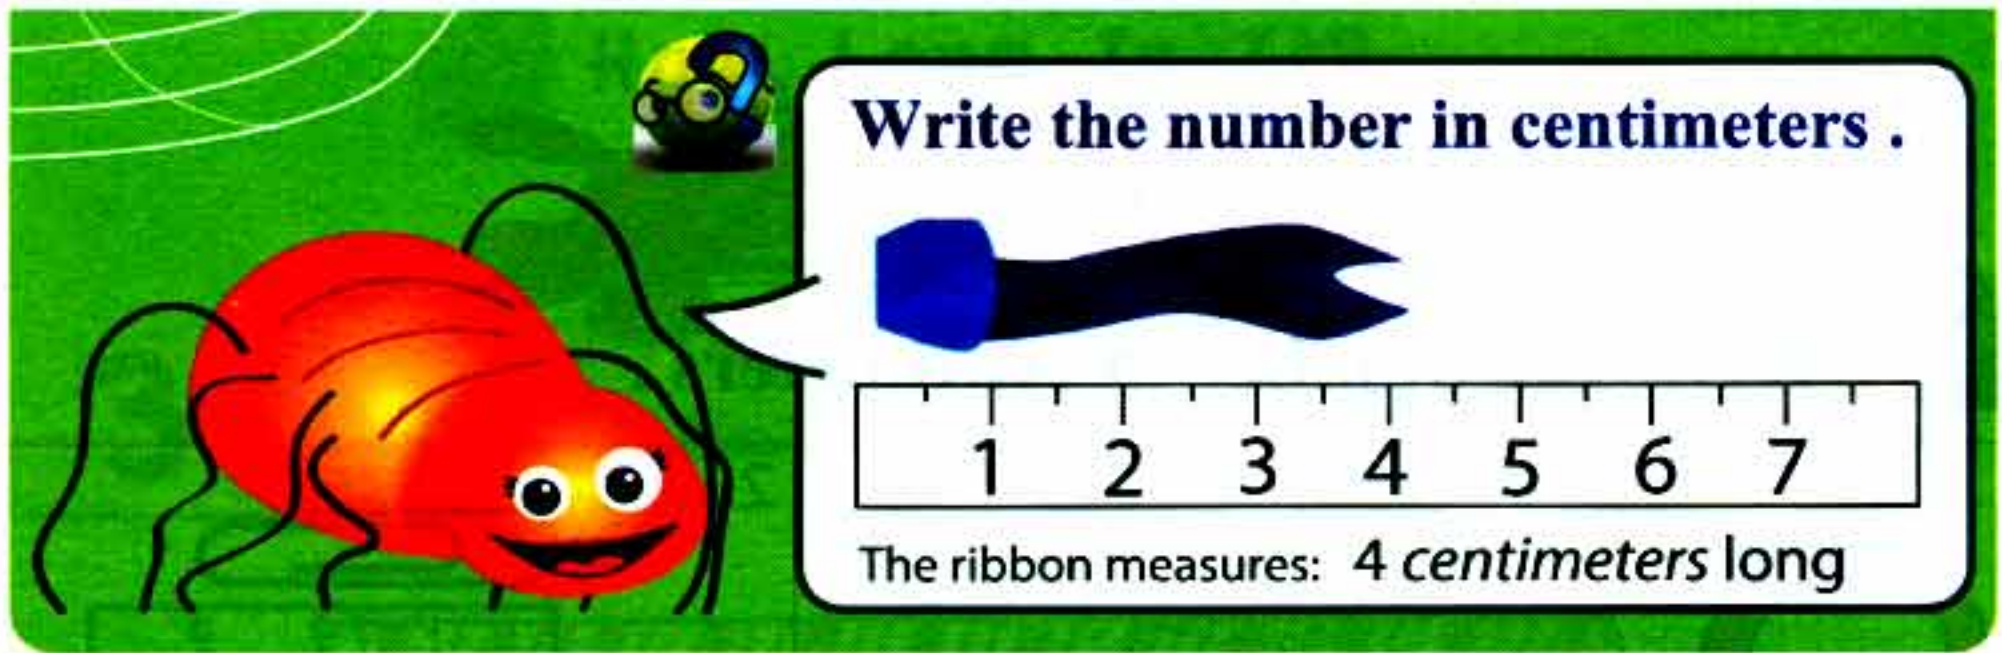 Write the number in centimeters .
1 2 3 4 5 6 7
The ribbon measures: 4 centimeters long